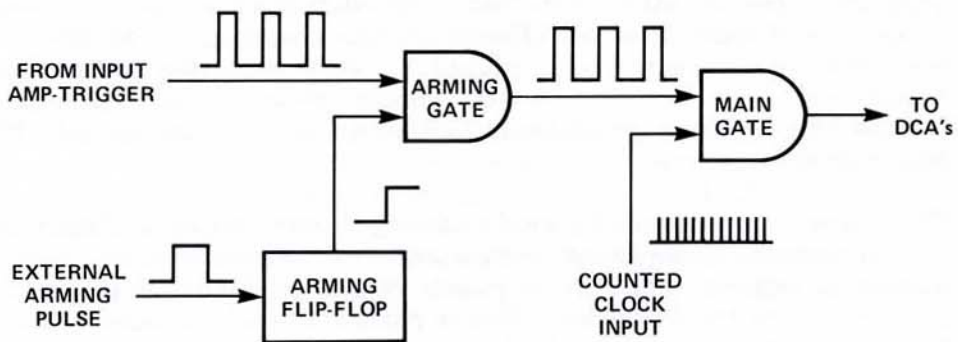 FROM INPUT
AMP-TRIGGER
ARMING
GATE
MAIN
GATE
TO
DCA's
EXTERNAL
ARMING
PULSE
ARMING
FLIP-FLOP
COUNTED
CLOCK
INPUT